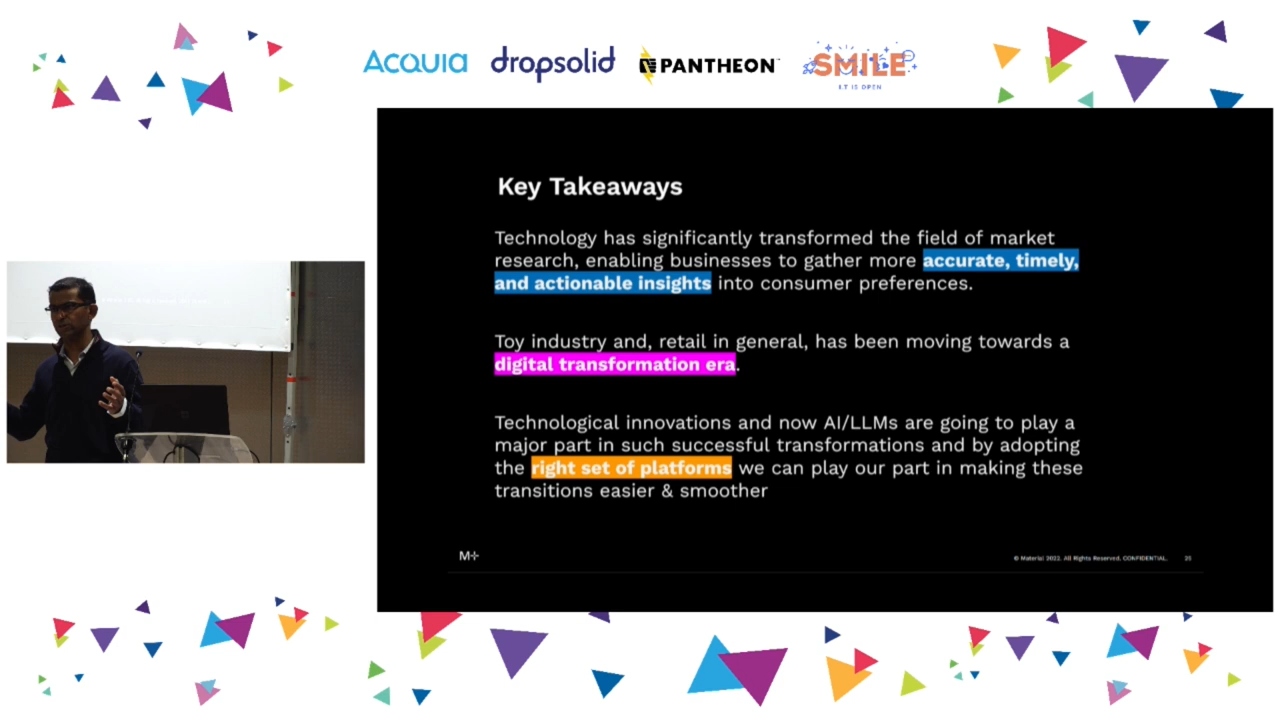 ACQUIA dropsolid PANTHEON SMILE
I.T IS OPEN
Key Takeaways
Technology has significantly transformed the field of market
research, enabling businesses to gather more accurate, timely,
and actionable insights into consumer preferences.
Toy industry and, retail in general, has been moving towards a
digital transformation era.
Technological innovations and now AI/LLMs are going to play a
major part in such successful transformations and by adopting
the right set of platforms we can play our part in making these
transitions easier & smoother
M+
© Material 2022. All Rights Reserved. CONFIDENTIAL.